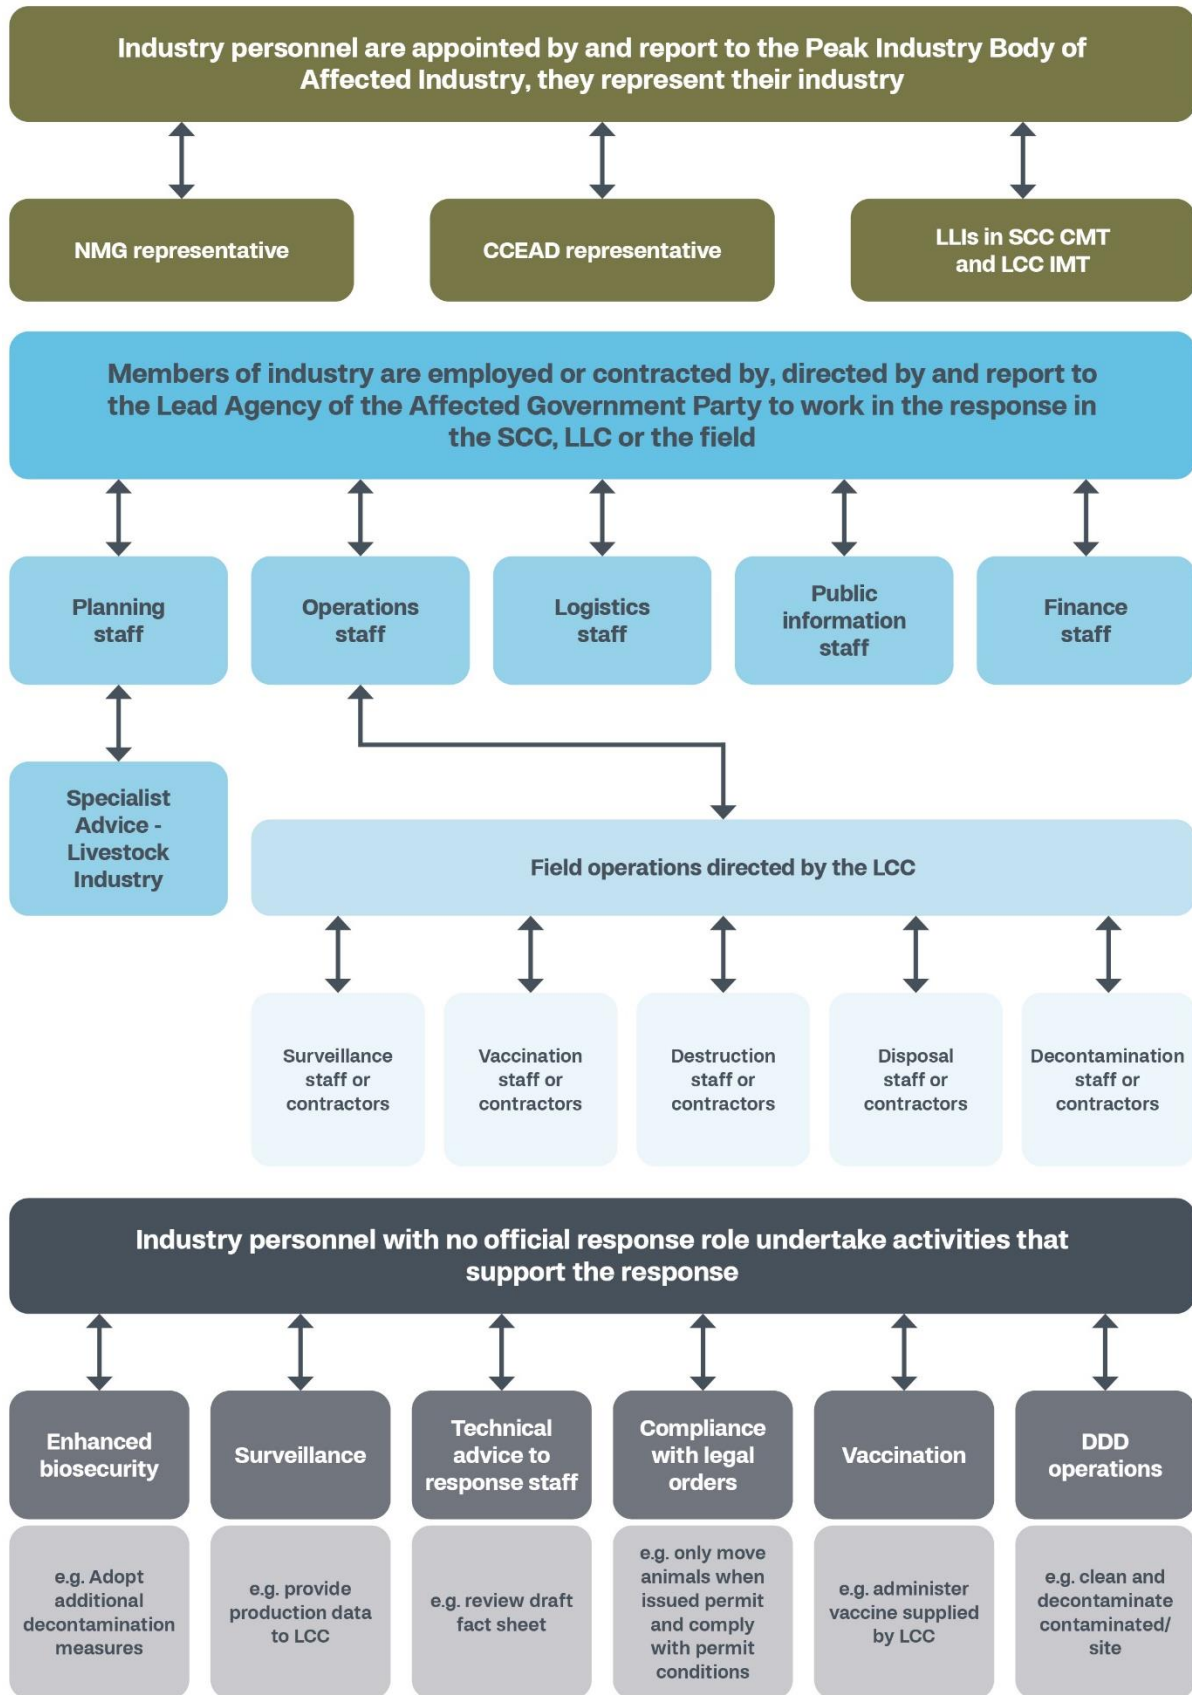 Industry personnel are appointed by and report to the Peak Industry Body of
Affected Industry, they represent their industry
NMG representative
CCEAD representative
LLIs in SCC CMT
and LCC IMT
Members of industry are employed or contracted by, directed by and report to
the Lead Agency of the Affected Government Party to work in the response in
the SCC, LLC or the field
Planning
staff
Operations
staff
Logistics
staff
Public
information
staff
Finance
staff
Specialist
Advice -
Livestock
Industry
Field operations directed by the LCC
Surveillance
staff or
contractors
Vaccination
staff or
contractors
Destruction
staff or
contractors
Disposal
staff or
contractors
Decontamination
staff or
contractors
Industry personnel with no official response role undertake activities that
support the response
Enhanced
biosecurity
Surveillance
Technical
advice to
response staff
Compliance
with legal
orders
Vaccination
DDD
operations
e.g. Adopt
additional
decontamination
measures
e.g. provide
production data
to LCC
e.g. review draft
fact sheet
e.g. only move
animals when
issued permit
and comply
with permit
conditions
e.g. administer
vaccine supplied
by LCC
e.g. clean and
decontaminate
contaminated/
site